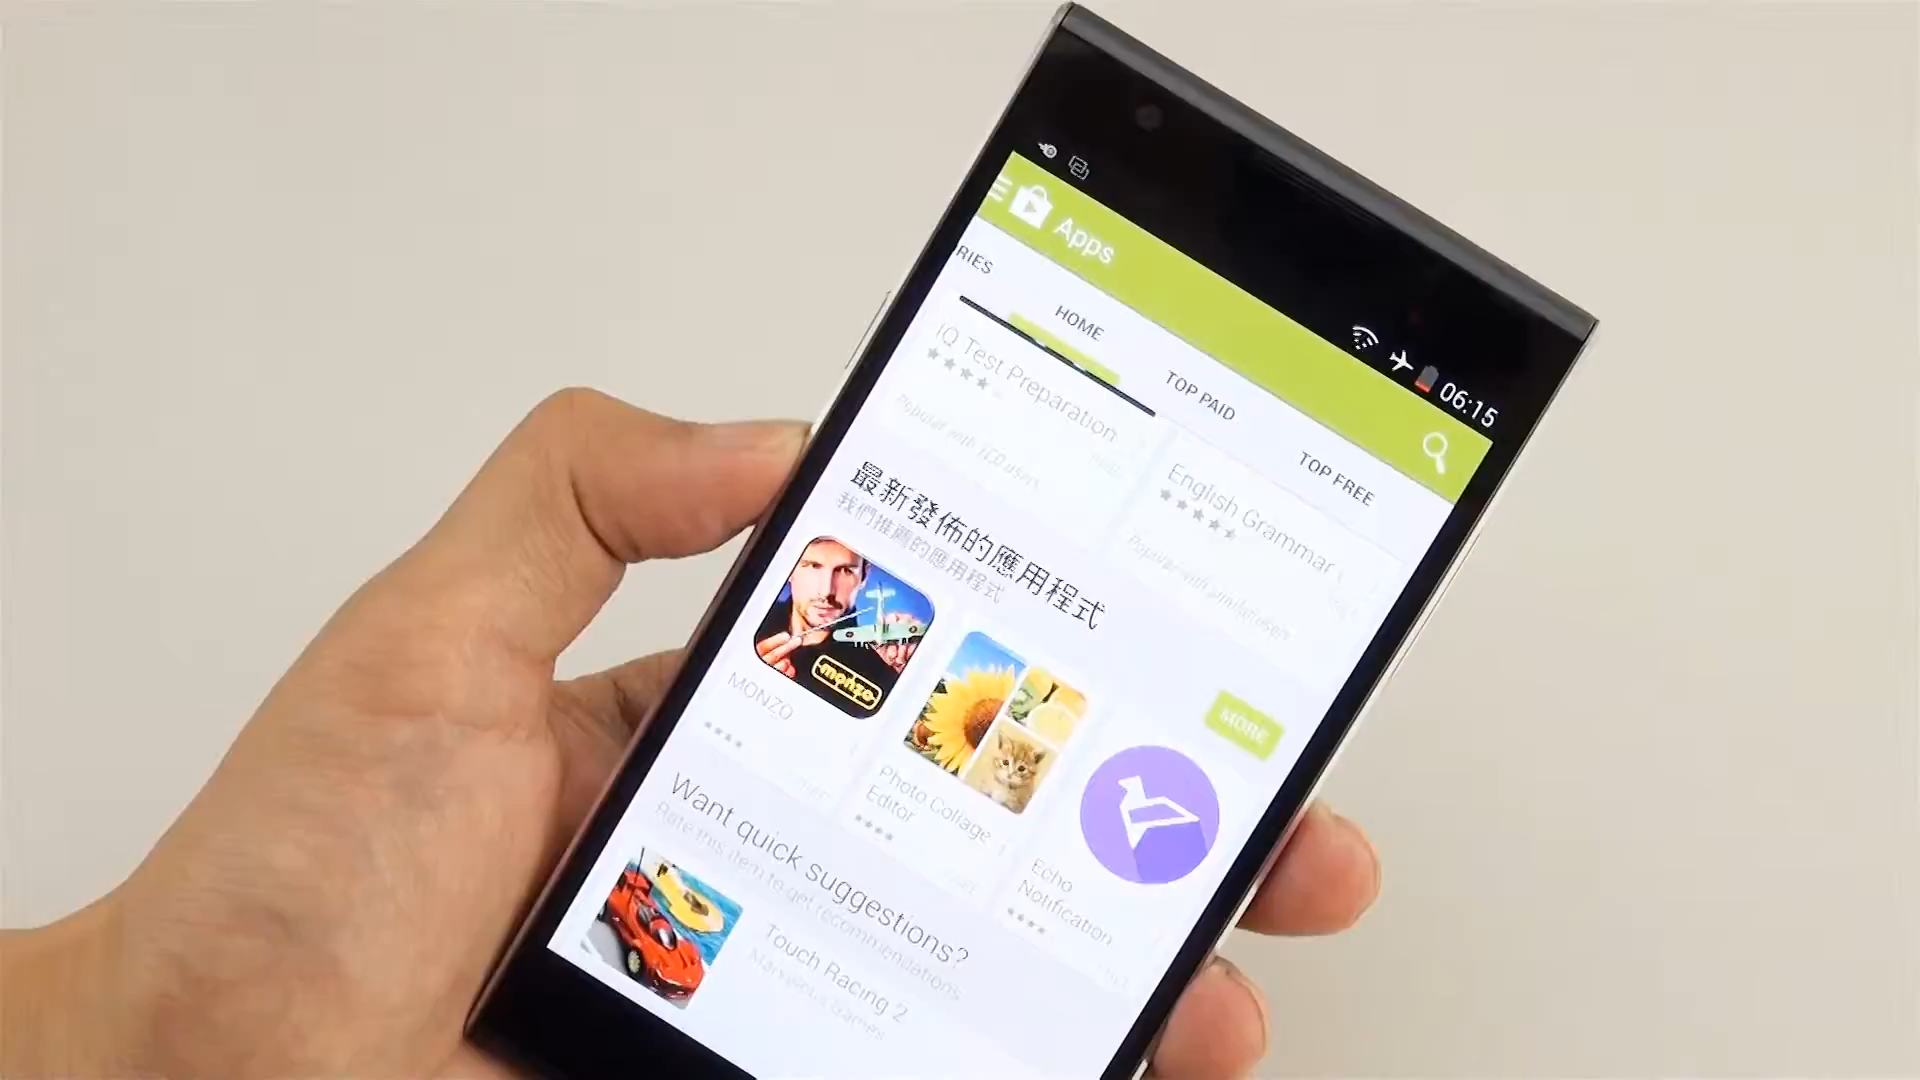 06:15
Apps
RIES
HOME
TOP PAID
TOP FREE
IQ Test Preparation
English Grammar
最新發佈的應用程式
我們推薦的應用程式
MORE
monzo
MONZO
Photo Collage
Editor
Echo
Notification
Want quick suggestions?
Rate this item to get recommendations
Touch Racing 2